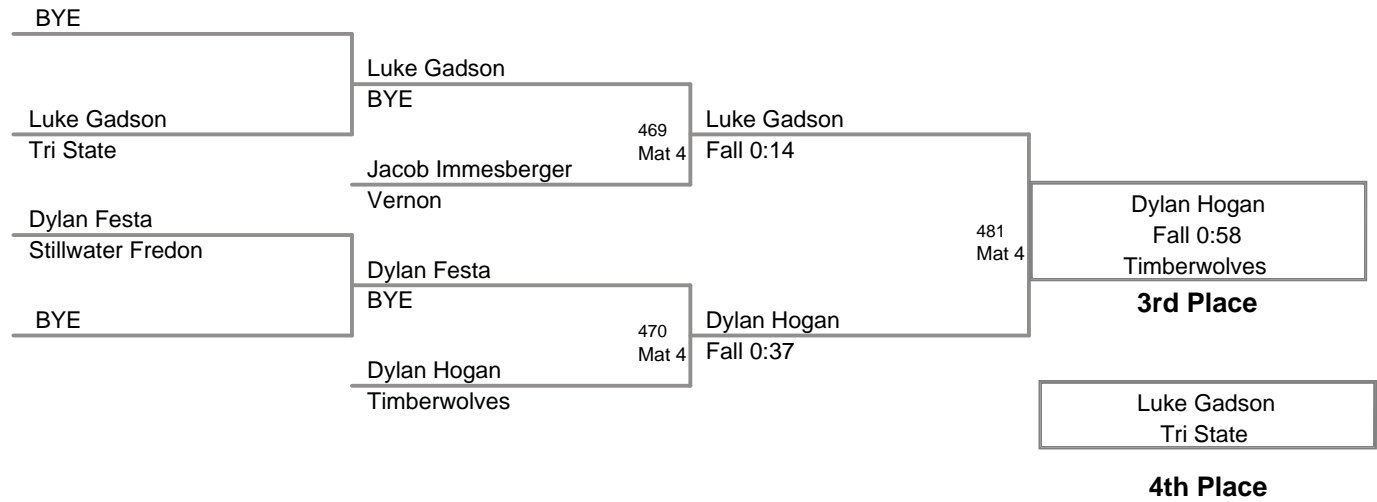 BYE
Luke Gadson
Tri State
Dylan Festa
Stillwater Fredon
BYE
Luke Gadson
BYE
Jacob Immesberger
Vernon
Dylan Festa
BYE
Dylan Hogan
Timberwolves
469
Mat 4
470
Mat 4
Luke Gadson
Fall 0:14
Dylan Hogan
Fall 0:37
481
Mat 4
Dylan Hogan
Fall 0:58
Timberwolves
3rd Place
Luke Gadson
Tri State
4th Place